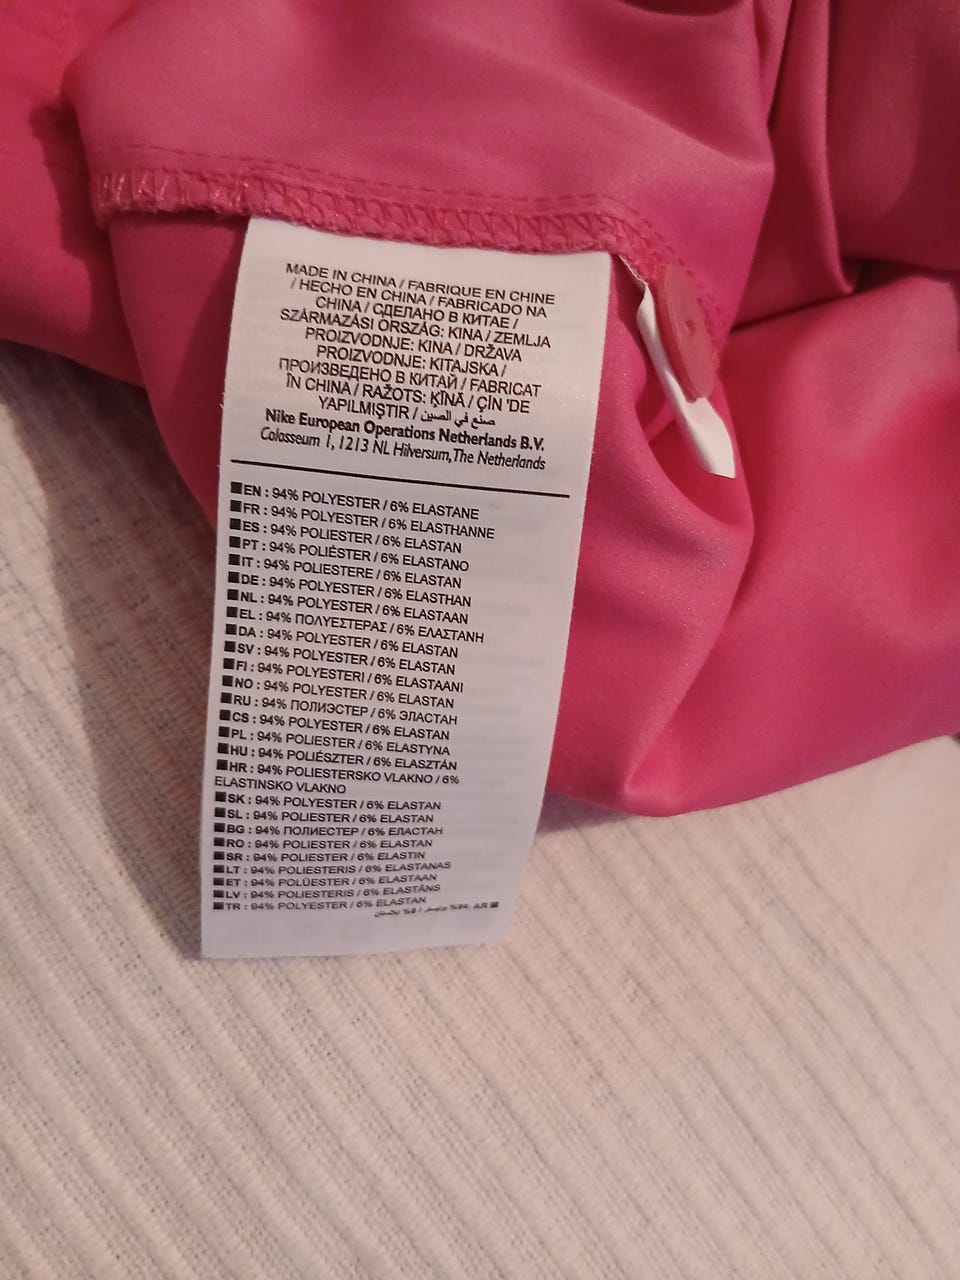 MADE IN CHINA / FABRIQUE EN CHINE
/ HECHO EN CHINA / FABRICADO NA
CHINA / СДЕЛАНО В КИТАЕ /
SZÁRMAZÁSI ORSZÁG: KINA / ZEMLJA
PROIZVODNJE: KINA / DRŽAVA
PROIZVODNJE: KITAJSKA /
ПРОИЗВЕДЕНО В КИТАЙ / FABRICAT
ÎN CHINA / RAŽOTS: ĶĪNĀ / ÇİN 'DE
YAPILMIŞTIR / صنع في الصين
Nike European Operations Netherlands B.V.
Colosseum 1, 1213 NL Hilversum, The Netherlands
EN : 94% POLYESTER / 6% ELASTANE
FR : 94% POLYESTER / 6% ELASTHANNE
ES : 94% POLIESTER / 6% ELASTAN
PT : 94% POLIÉSTER / 6% ELASTANO
IT : 94% POLIESTERE / 6% ELASTAN
DE : 94% POLYESTER / 6% ELASTHAN
NL : 94% POLYESTER / 6% ELASTAAN
EL : 94% ΠΟΛΥΕΣΤΕΡΑΣ / 6% ΕΛΑΣΤΑΝΗ
DA : 94% POLYESTER / 6% ELASTAN
SV : 94% POLYESTER / 6% ELASTAN
FI : 94% POLYESTERI / 6% ELASTAANI
NO : 94% POLYESTER / 6% ELASTAN
RU : 94% ПОЛИЭСТЕР / 6% ЭЛАСТАН
CS : 94% POLYESTER / 6% ELASTAN
PL : 94% POLIESTER / 6% ELASTYNA
HU : 94% POLIÉSZTER / 6% ELASZTÁN
HR : 94% POLIESTERSKO VLAKNO / 6%
ELASTINSKO VLAKNO
SK : 94% POLYESTER / 6% ELASTAN
SL : 94% POLIESTER / 6% ELASTAN
BG : 94% ПОЛИЕСТЕР / 6% ЕЛАСТАН
RO : 94% POLIESTER / 6% ELASTAN
SR : 94% POLIESTER / 6% ELASTIN
LT : 94% POLIESTERIS / 6% ELASTANAS
ET : 94% POLÜESTER / 6% ELASTAAN
LV : 94% POLIESTERIS / 6% ELASTĀNS
TR : 94% POLYESTER / 6% ELASTAN
AR : 94% / 6%